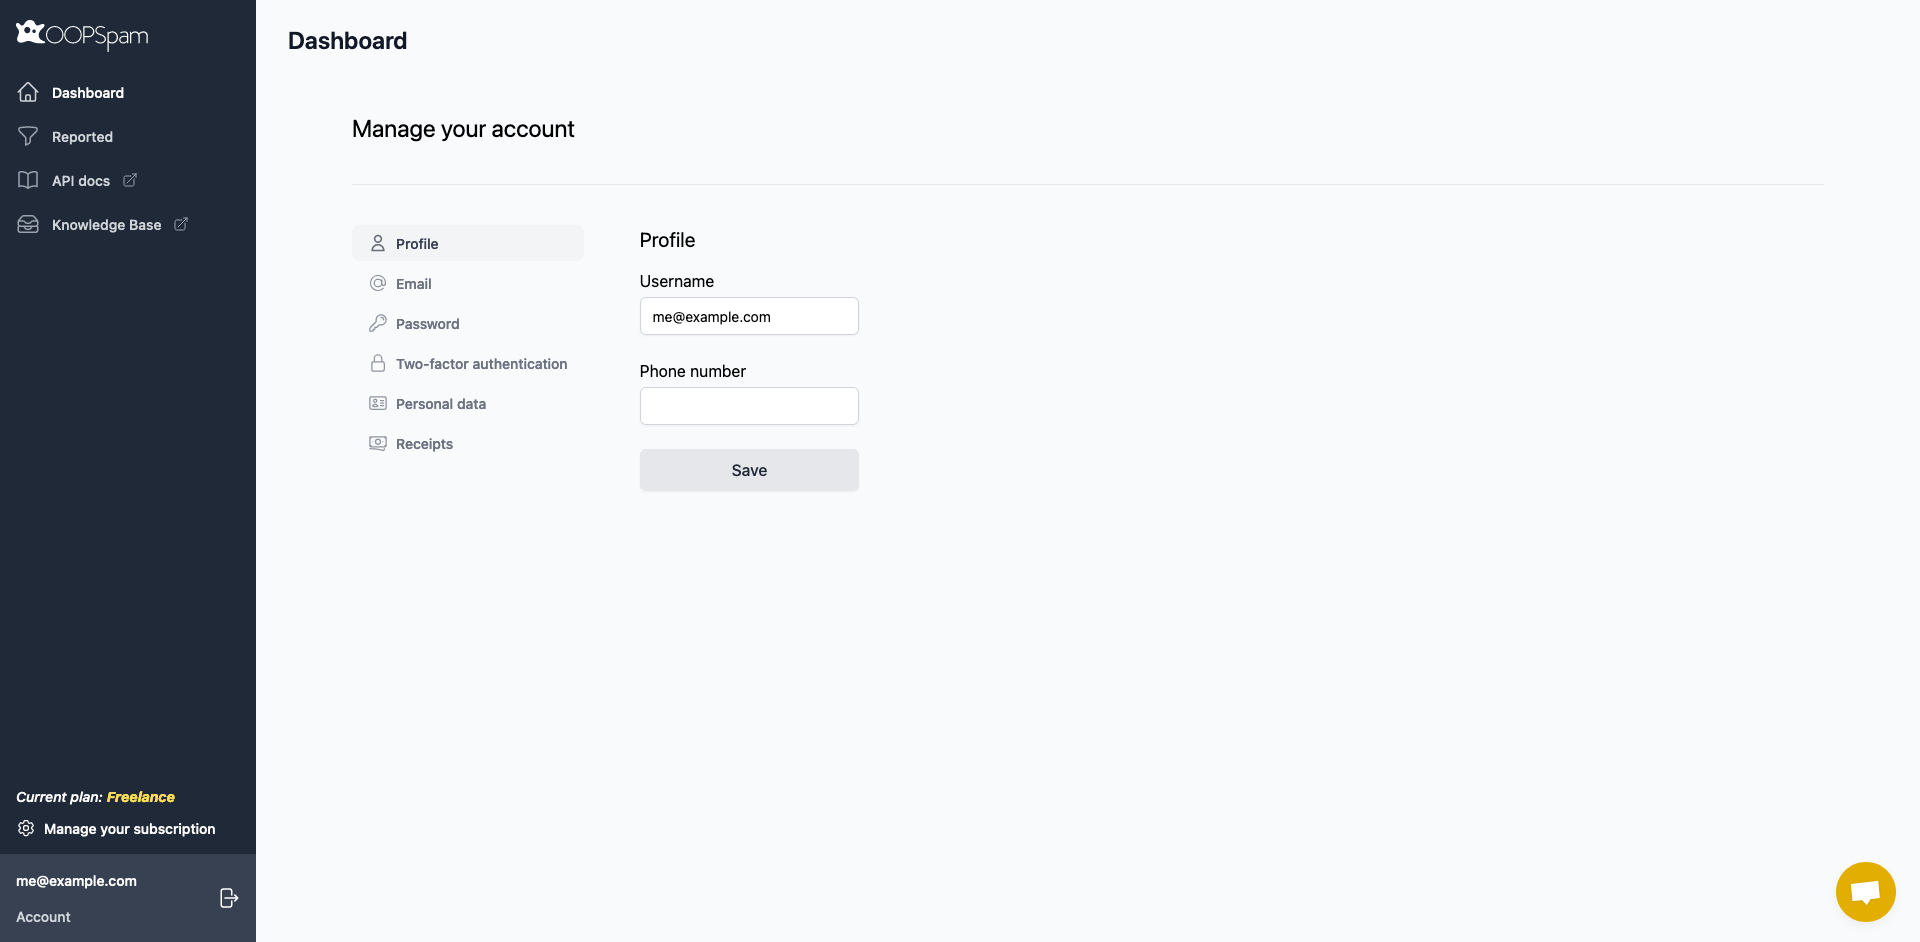 OOPSpam
Dashboard
Reported
API docs
Knowledge Base
Current plan: Freelance
Manage your subscription
me@example.com
Account
Dashboard
Manage your account
Profile
Email
Password
Two-factor authentication
Personal data
Receipts
Profile
Username
me@example.com
Phone number
Save